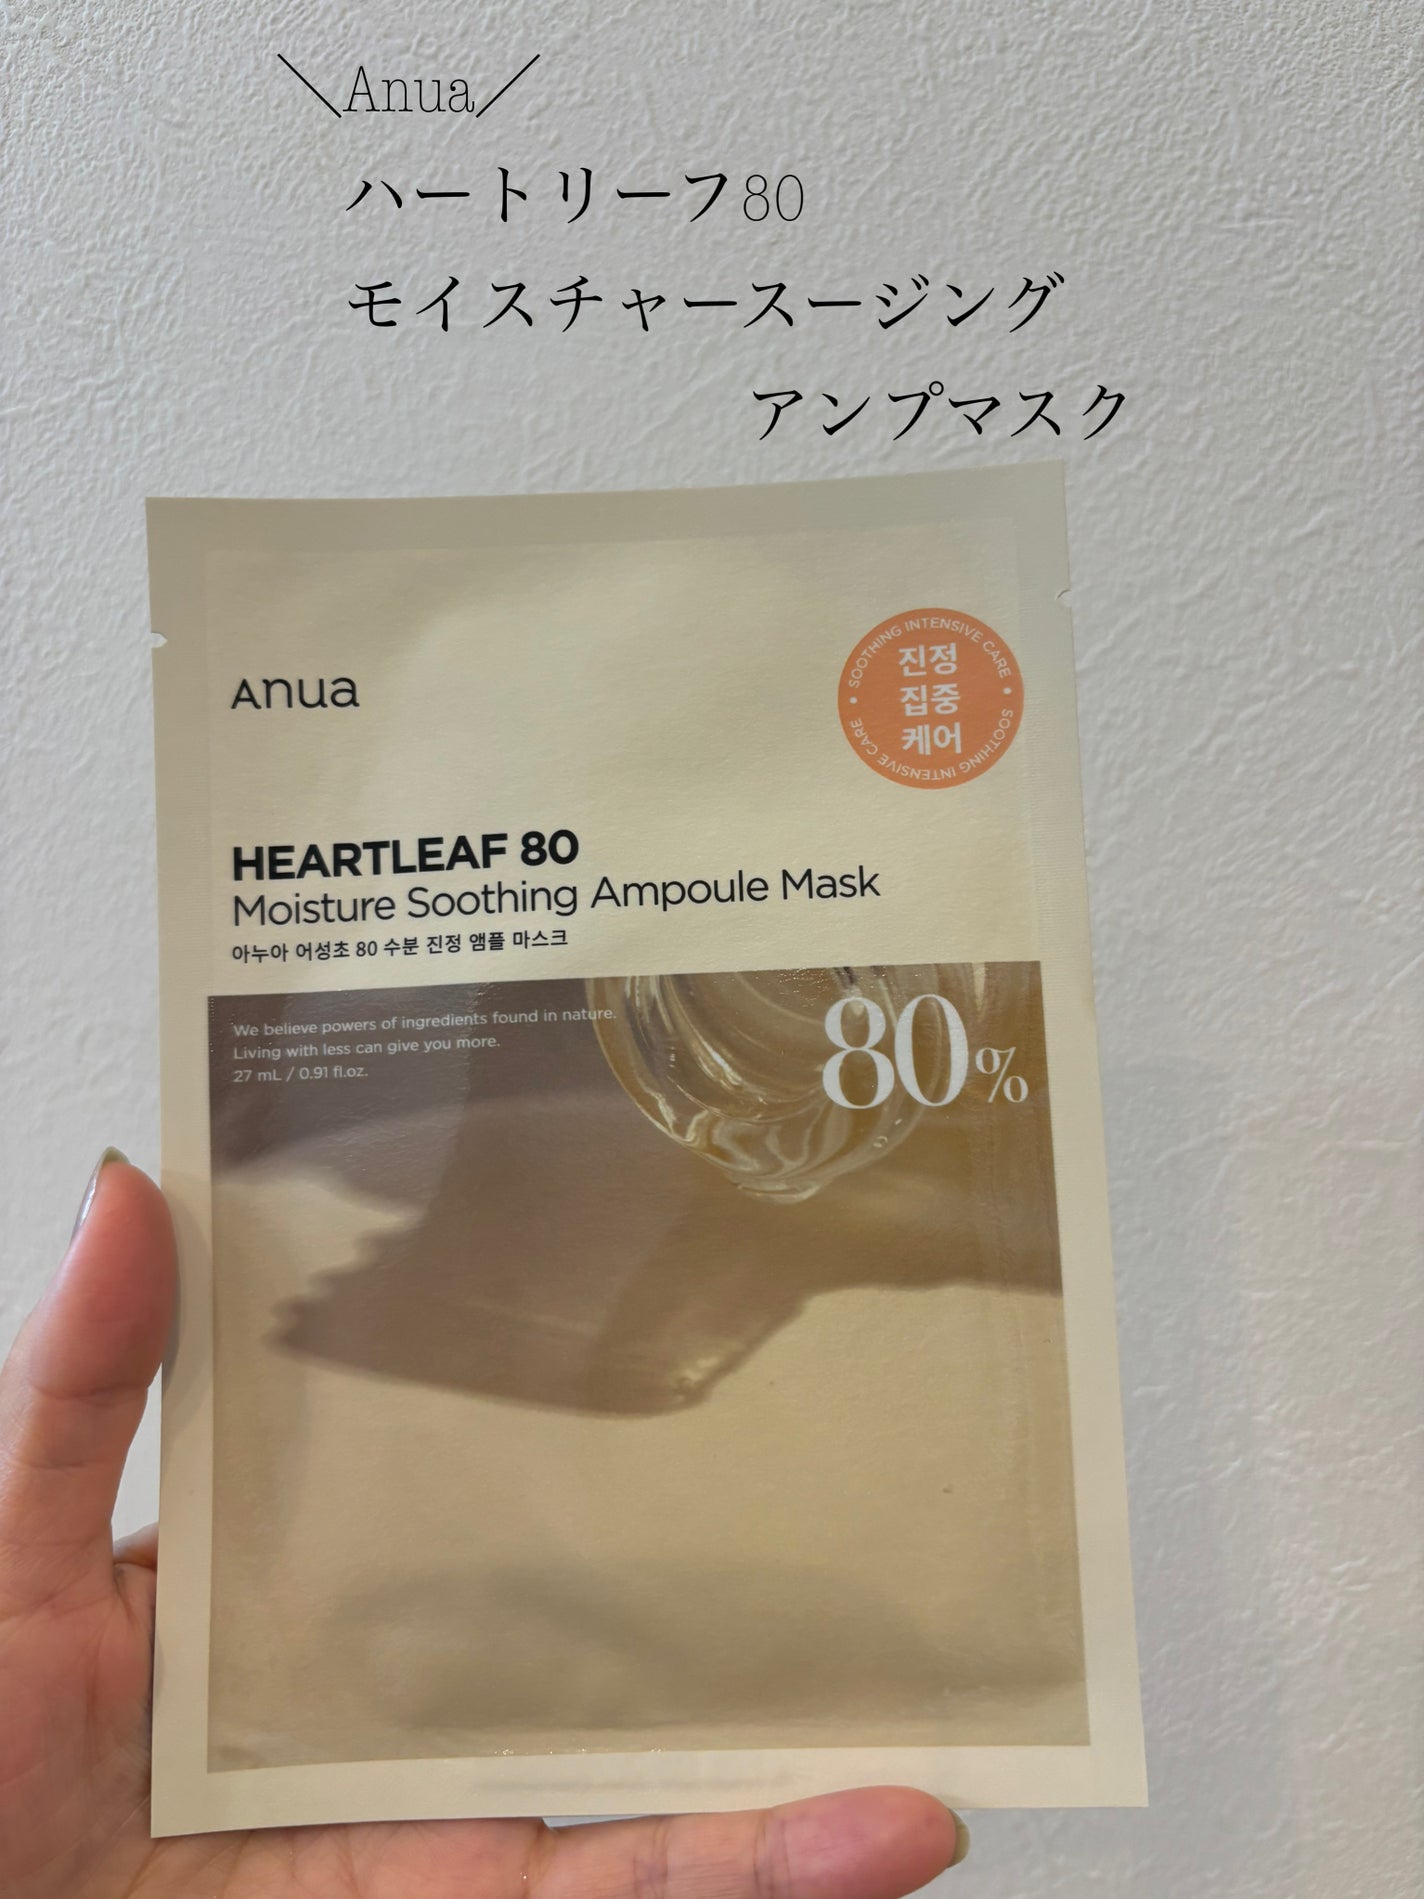 ＼Anua／
ハートリーフ80
モイスチャースージング
アンプマスク
Anua
SOOTHING INTENSIVE CARE • SOOTHING INTENSIVE CARE •
진정
집중
케어
HEARTLEAF 80
Moisture Soothing Ampoule Mask
아누아 어성초 80 수분 진정 앰플 마스크
We believe powers of ingredients found in nature.
Living with less can give you more.
27 mL / 0.91 fl.oz.
80%